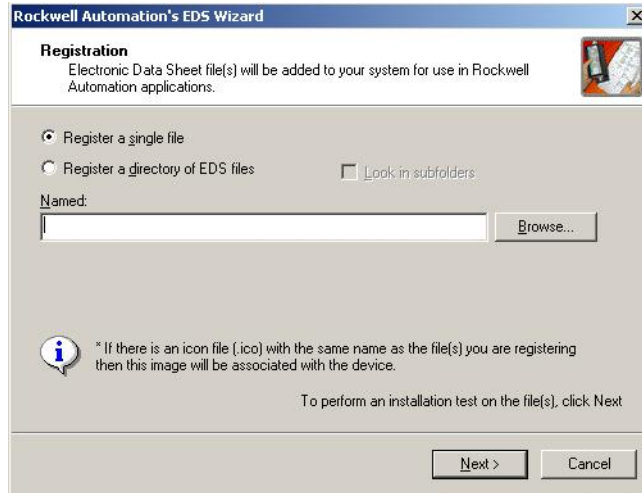 Rockwell Automation's EDS Wizard
Registration
Electronic Data Sheet file(s) will be added to your system for use in Rockwell
Automation applications.
Register a single file
Register a directory of EDS files
Look in subfolders
Named:
Browse...
* If there is an icon file (.ico) with the same name as the file(s) you are registering
then this image will be associated with the device.
To perform an installation test on the file(s), click Next
Next >
Cancel